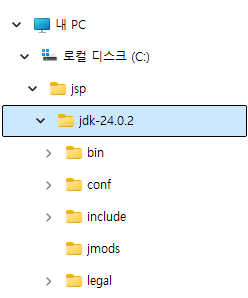 내 PC
로컬 디스크 (C:)
jsp
jdk-24.0.2
bin
conf
include
jmods
legal